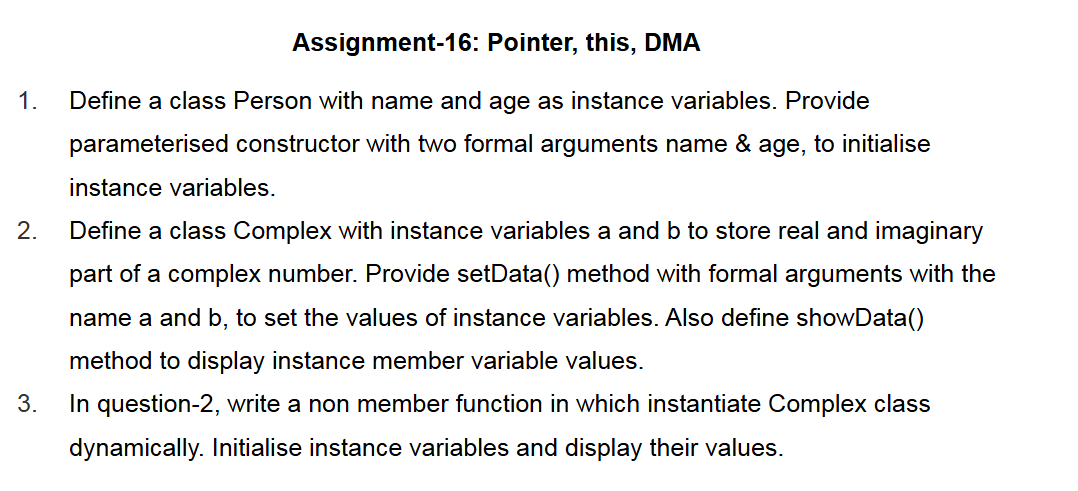 Assignment-16: Pointer, this, DMA
1. Define a class Person with name and age as instance variables. Provide
parameterised constructor with two formal arguments name & age, to initialise
instance variables.
2. Define a class Complex with instance variables a and b to store real and imaginary
part of a complex number. Provide setData() method with formal arguments with the
name a and b, to set the values of instance variables. Also define showData()
method to display instance member variable values.
3. In question-2, write a non member function in which instantiate Complex class
dynamically. Initialise instance variables and display their values.